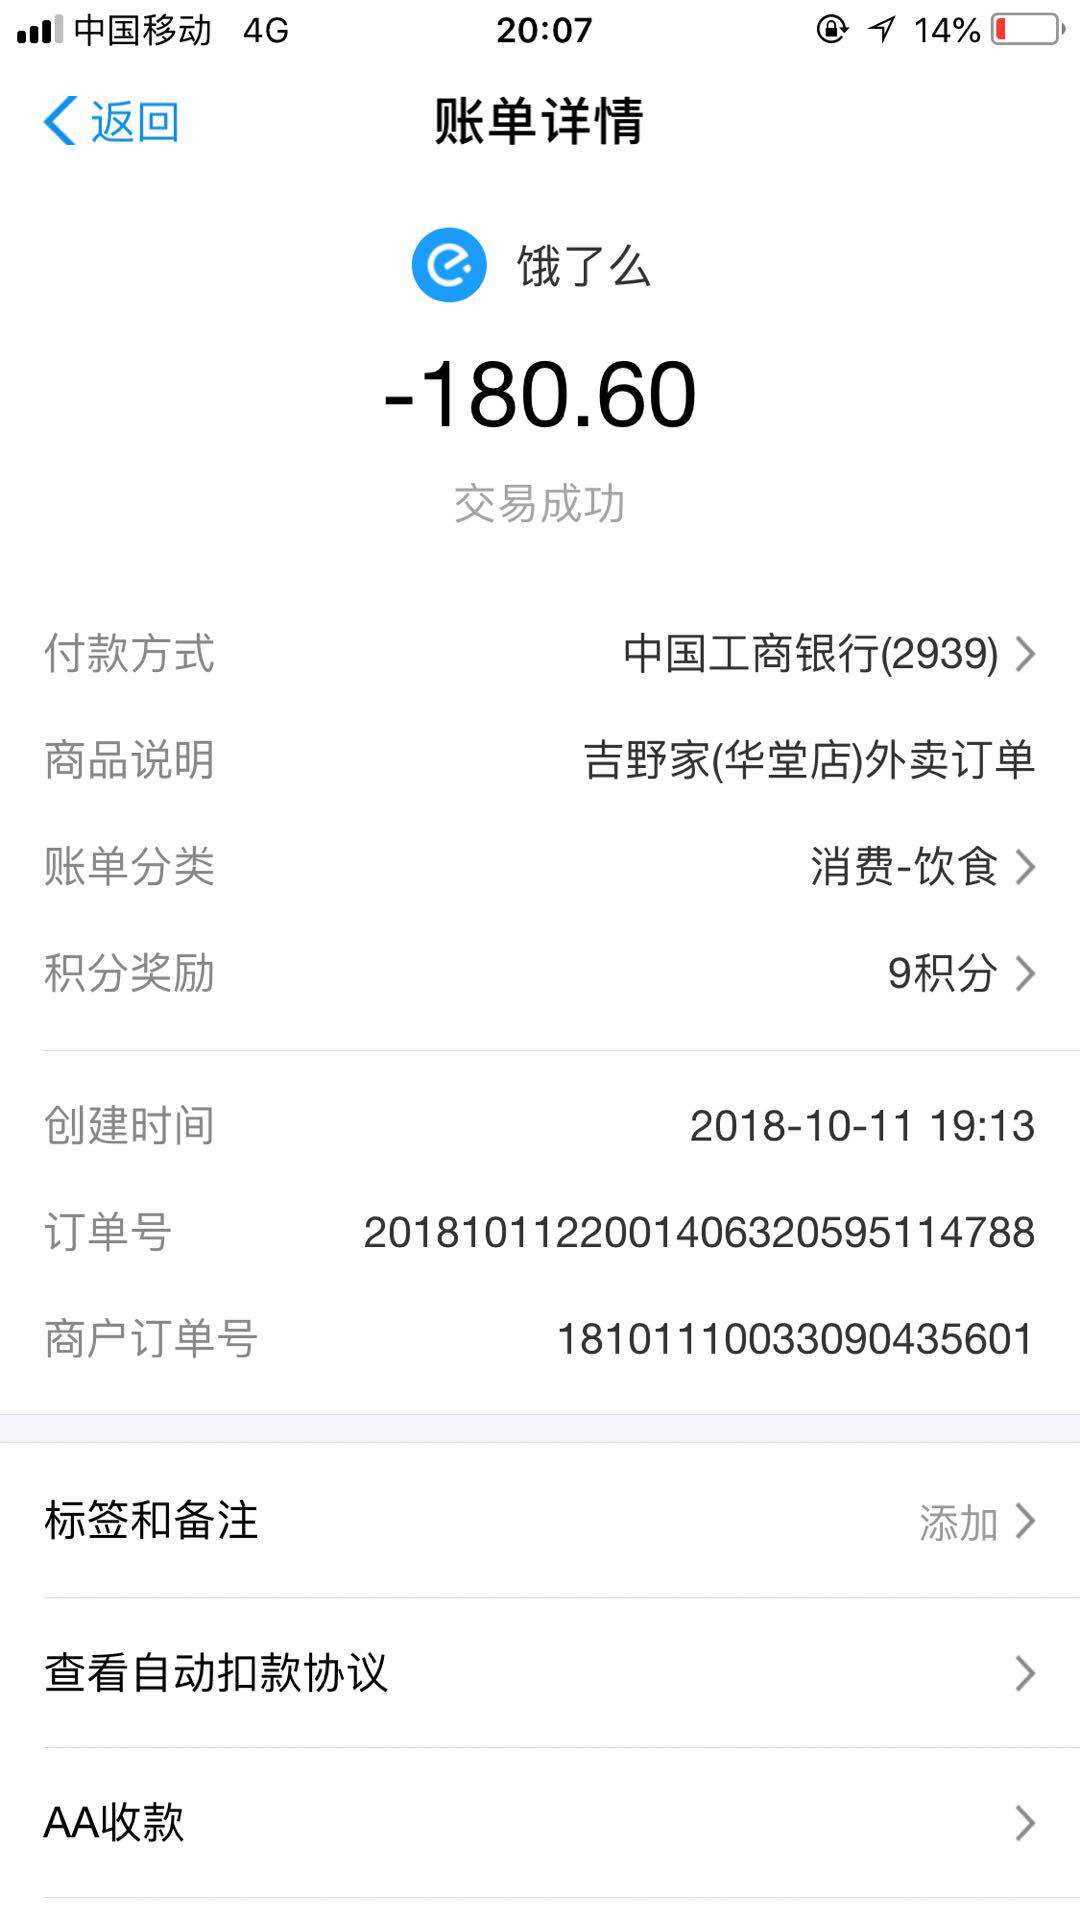 中国移动 4G 20:07 14%
返回 账单详情
饿了么
-180.60
交易成功
付款方式 中国工商银行(2939)
商品说明 吉野家(华堂店)外卖订单
账单分类 消费-饮食
积分奖励 9积分
创建时间 2018-10-11 19:13
订单号 2018101122001406320595114788
商户订单号 18101110033090435601
标签和备注 添加
查看自动扣款协议
AA收款